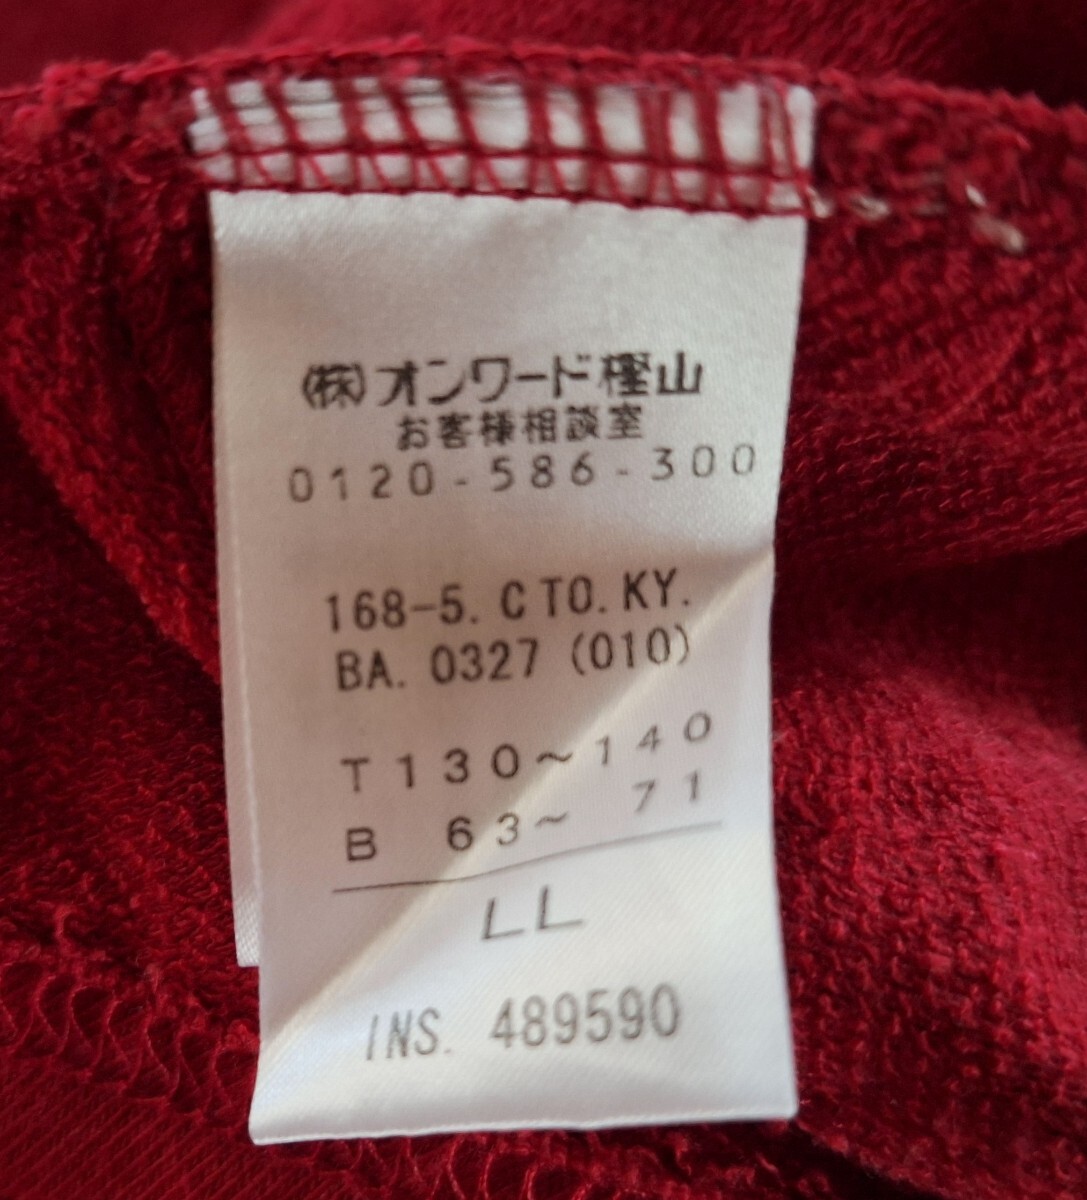 (株)オンワード樫山
お客様相談室
0120-586-300
168-5. CTO. KY.
BA. 0327 (010)
T 130～140
B 63～ 71
LL
INS. 489590